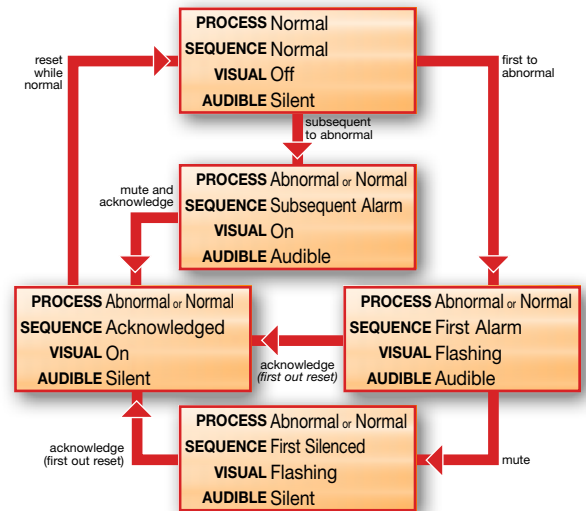 PROCESS Normal
SEQUENCE Normal
VISUAL Off
AUDIBLE Silent
reset
while
normal
first to
abnormal
subsequent
to abnormal
PROCESS Abnormal or Normal
SEQUENCE Subsequent Alarm
VISUAL On
AUDIBLE Audible
mute and
acknowledge
PROCESS Abnormal or Normal
SEQUENCE Acknowledged
VISUAL On
AUDIBLE Silent
acknowledge
(first out reset)
PROCESS Abnormal or Normal
SEQUENCE First Alarm
VISUAL Flashing
AUDIBLE Audible
acknowledge
(first out reset)
PROCESS Abnormal or Normal
SEQUENCE First Silenced
VISUAL Flashing
AUDIBLE Silent
mute